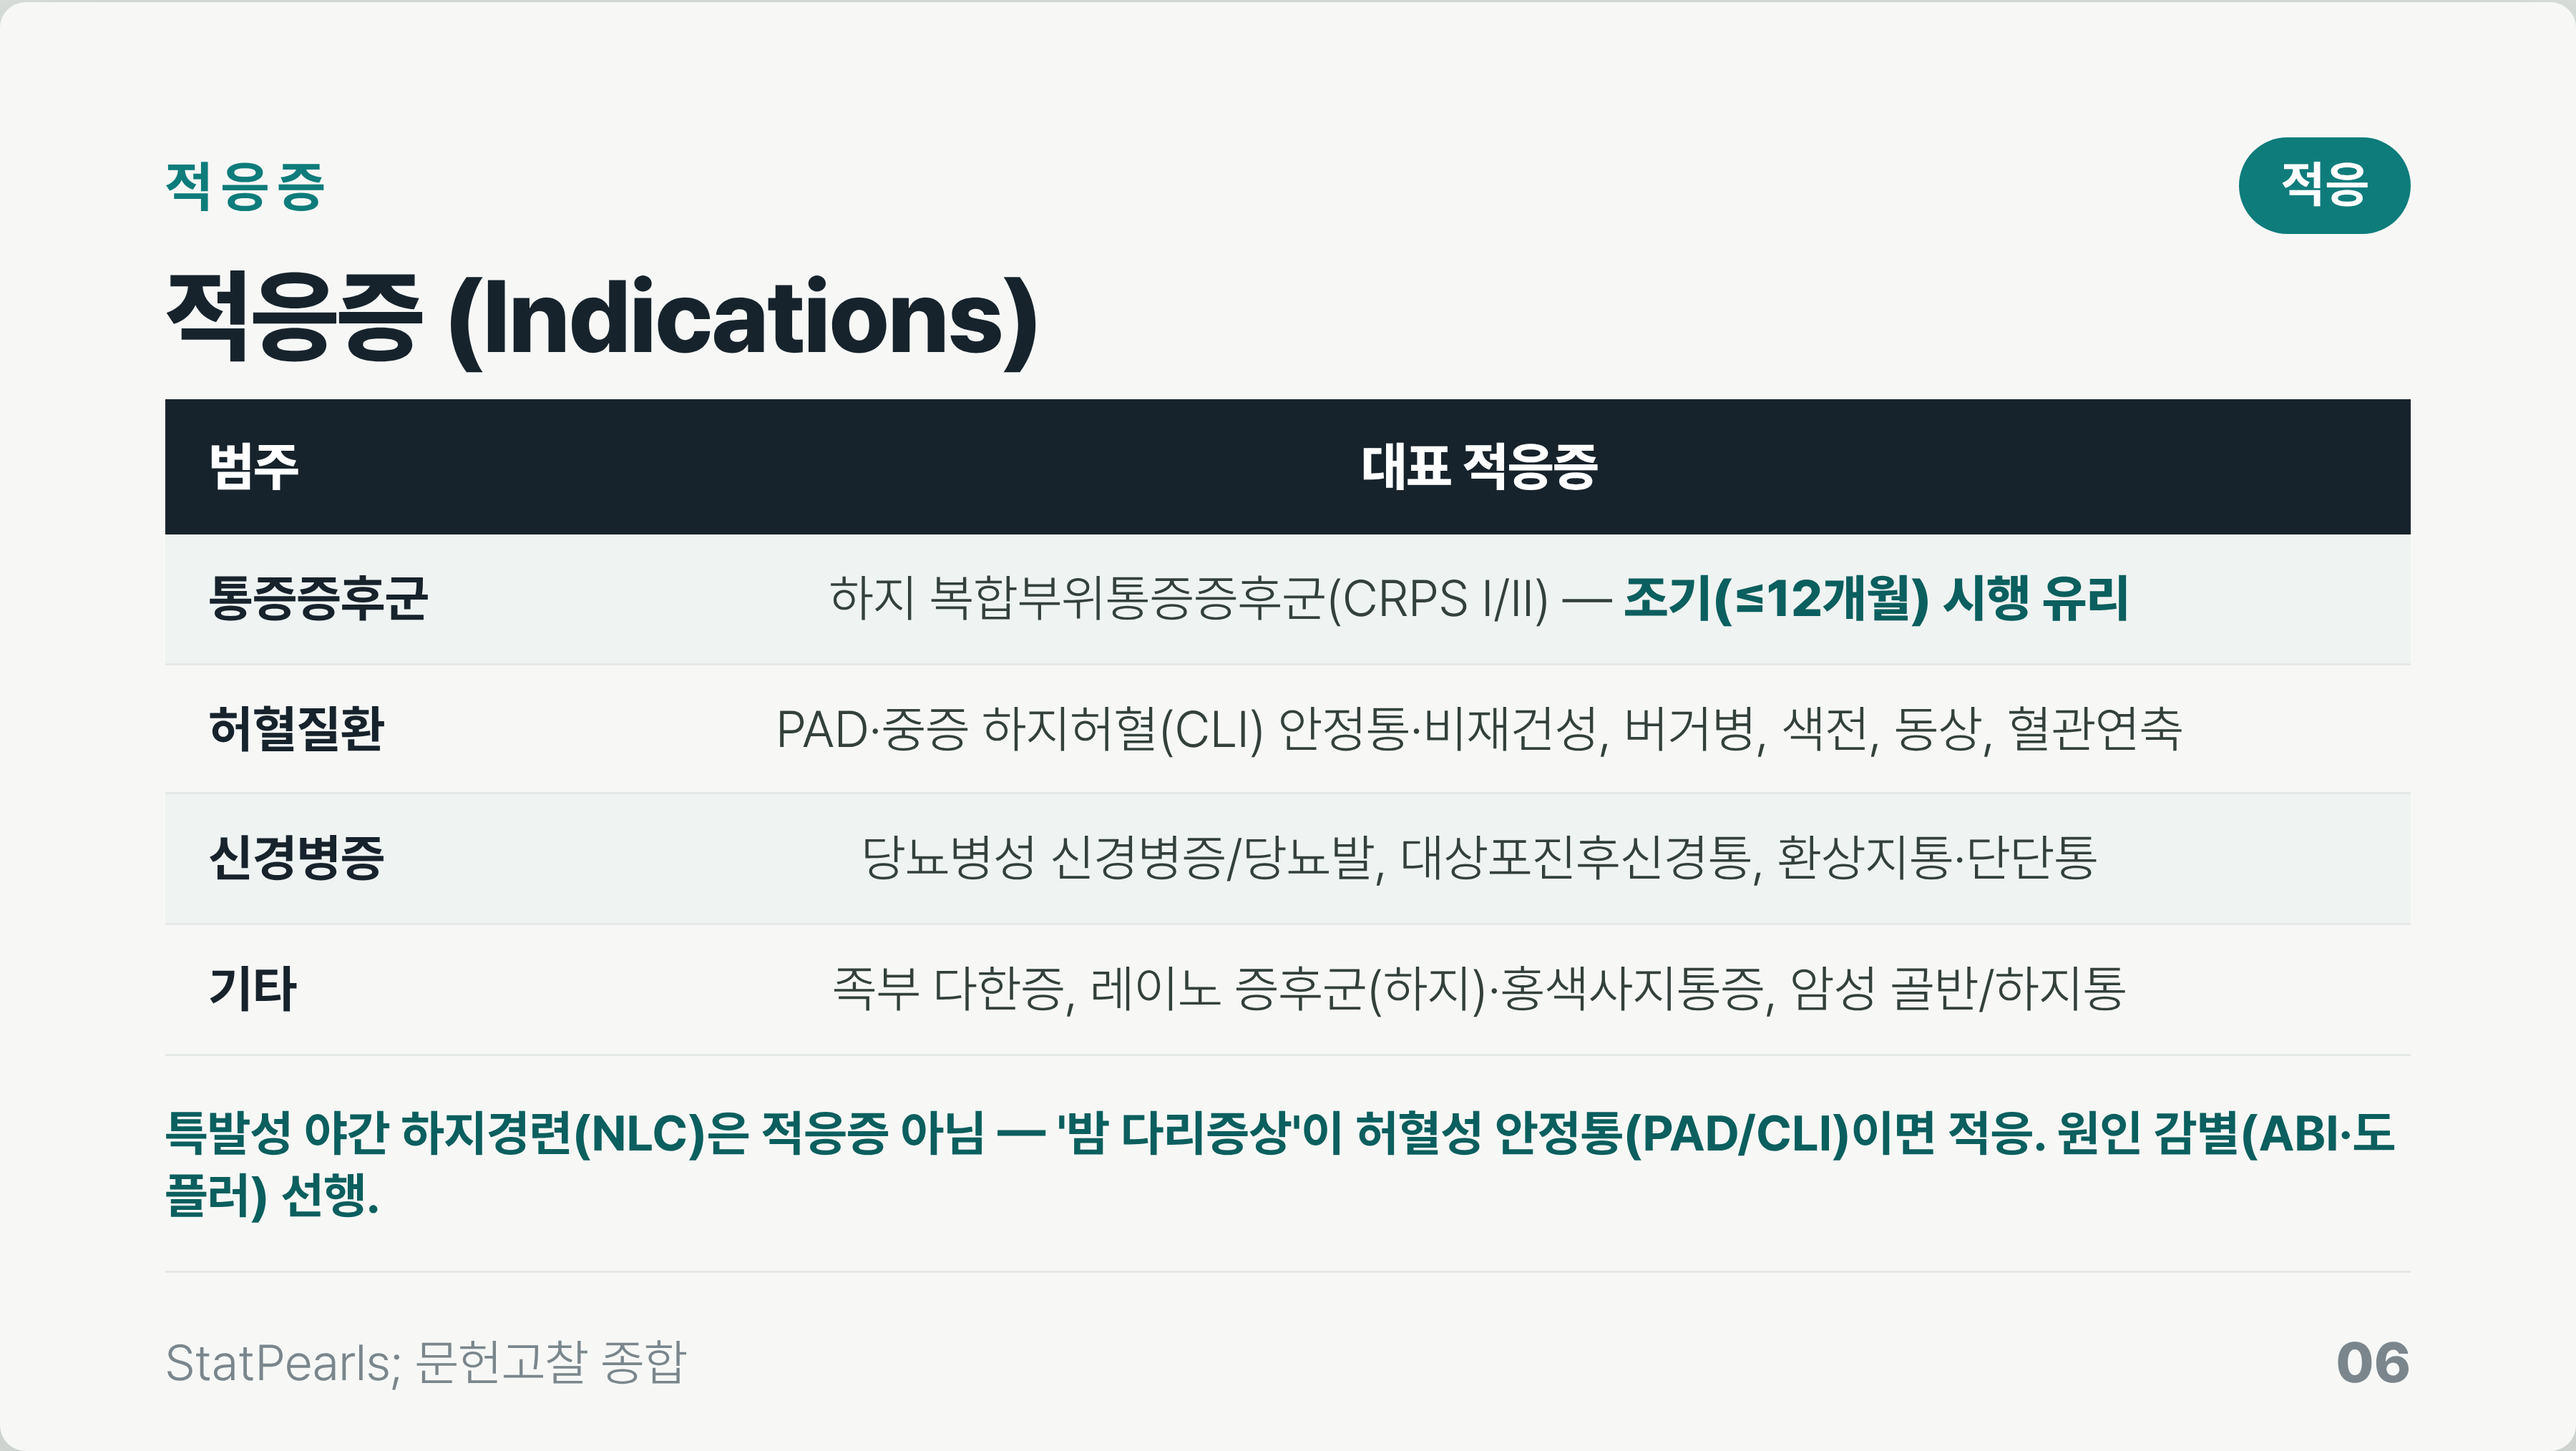 적응증
적응
적응증 (Indications)
범주 대표 적응증
통증증후군 하지 복합부위통증증후군(CRPS I/II) — 조기(≤12개월) 시행 유리
허혈질환 PAD·중증 하지허혈(CLI) 안정통·비재건성, 버거병, 색전, 동상, 혈관연축
신경병증 당뇨병성 신경병증/당뇨발, 대상포진후신경통, 환상지통·단단통
기타 족부 다한증, 레이노 증후군(하지)·홍색사지통증, 암성 골반/하지통
특발성 야간 하지경련(NLC)은 적응증 아님 — '밤 다리증상'이 허혈성 안정통(PAD/CLI)이면 적응. 원인 감별(ABI·도
플러) 선행.
StatPearls; 문헌고찰 종합
06